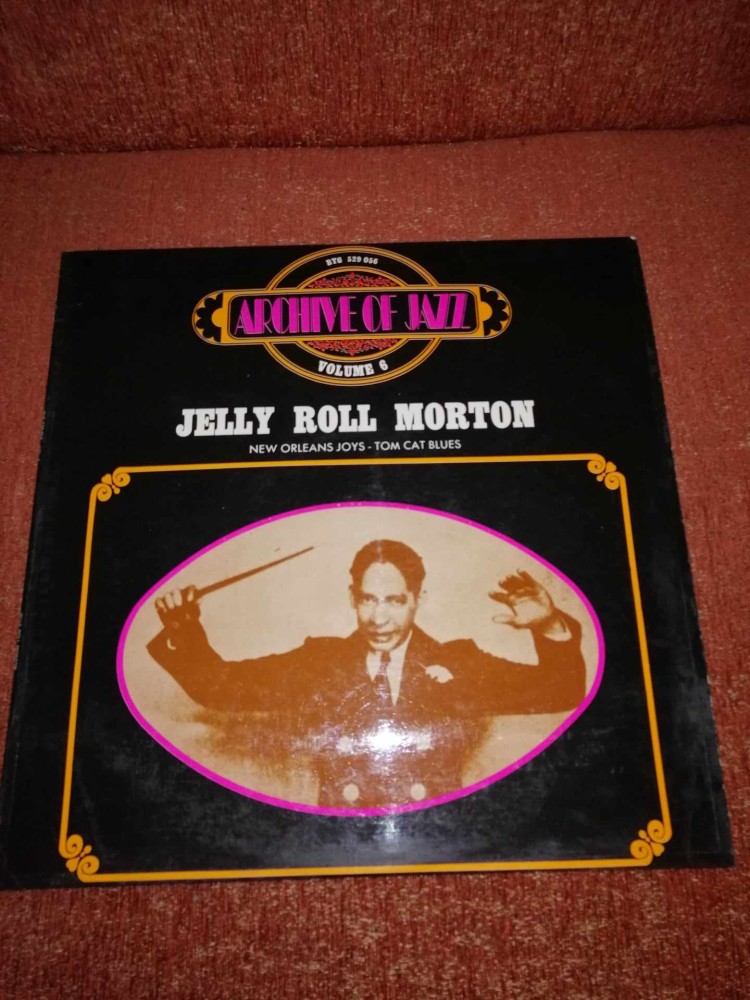 BYG 529 056
ARCHIVE OF JAZZ
VOLUME 6
JELLY ROLL MORTON
NEW ORLEANS JOYS - TOM CAT BLUES